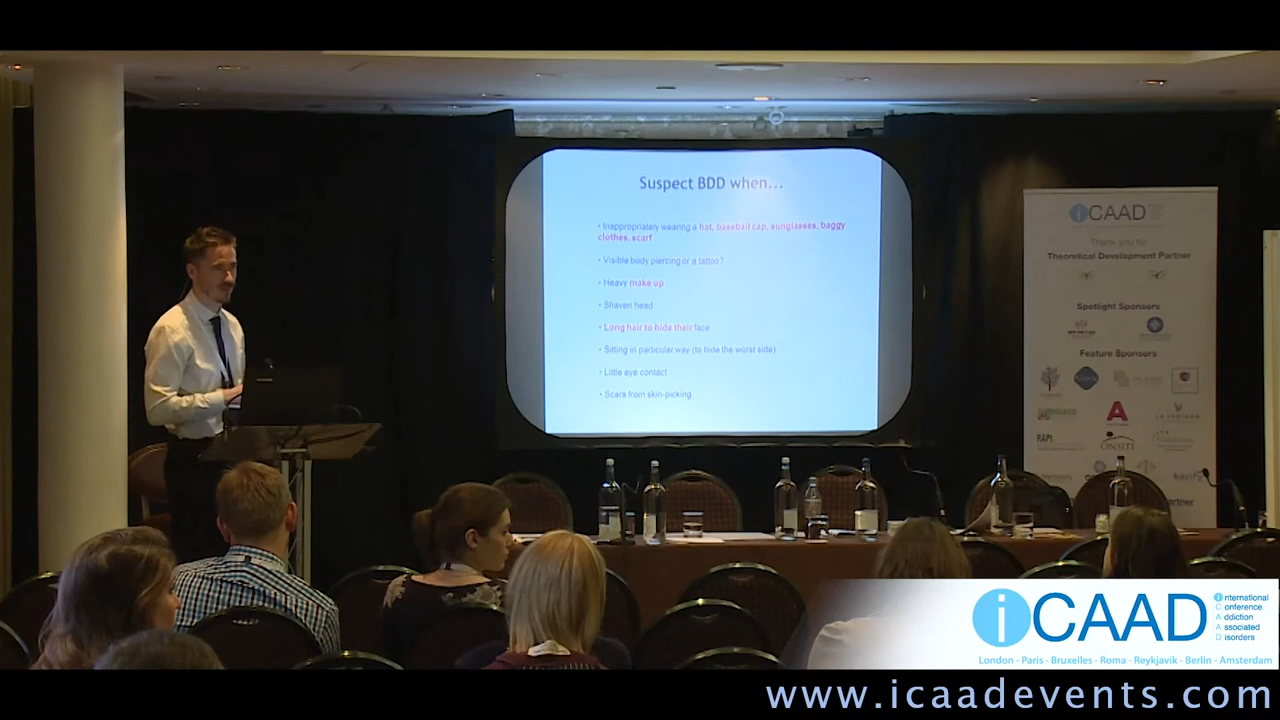 Suspect BDD when...
• Inappropriately wearing a hat, baseball cap, sunglasses, baggy
clothes, scarf
• Visible body piercing or a tattoo?
• Heavy make up
• Shaven head
• Long hair to hide their face
• Sitting in particular way (to hide the worst side)
• Little eye contact
• Scars from skin-picking
iCAAD
Thank you to:
Theoretical Development Partner
Spotlight Sponsors
Feature Sponsors
RAPt
ONSITE
karify
iCAAD
international
Conference
Addiction
Associated
Disorders
London - Paris - Bruxelles - Roma - Reykjavik - Berlin - Amsterdam
www.icaadevents.com